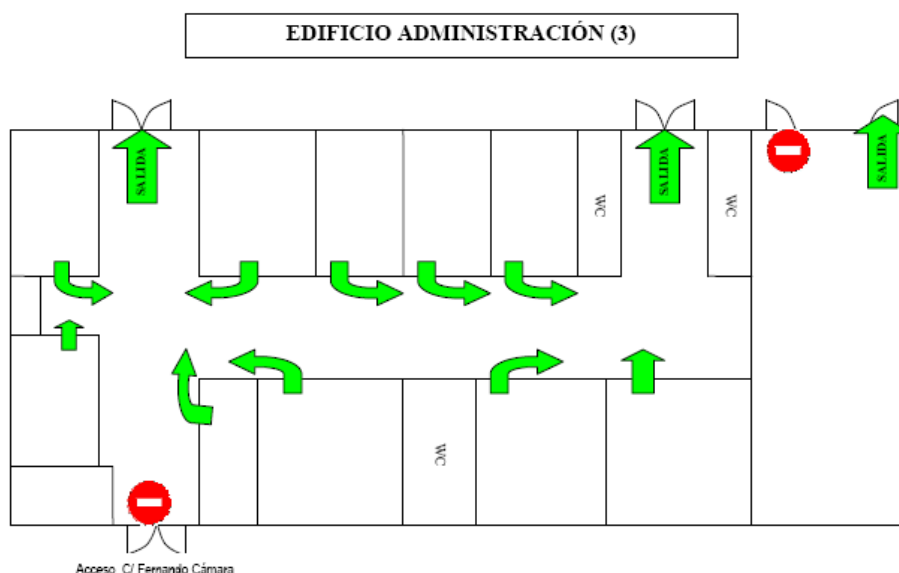 EDIFICIO ADMINISTRACIÓN (3)
SALIDA
SALIDA
SALIDA
WC
WC
WC
Acceso C/ Fernando Cámara